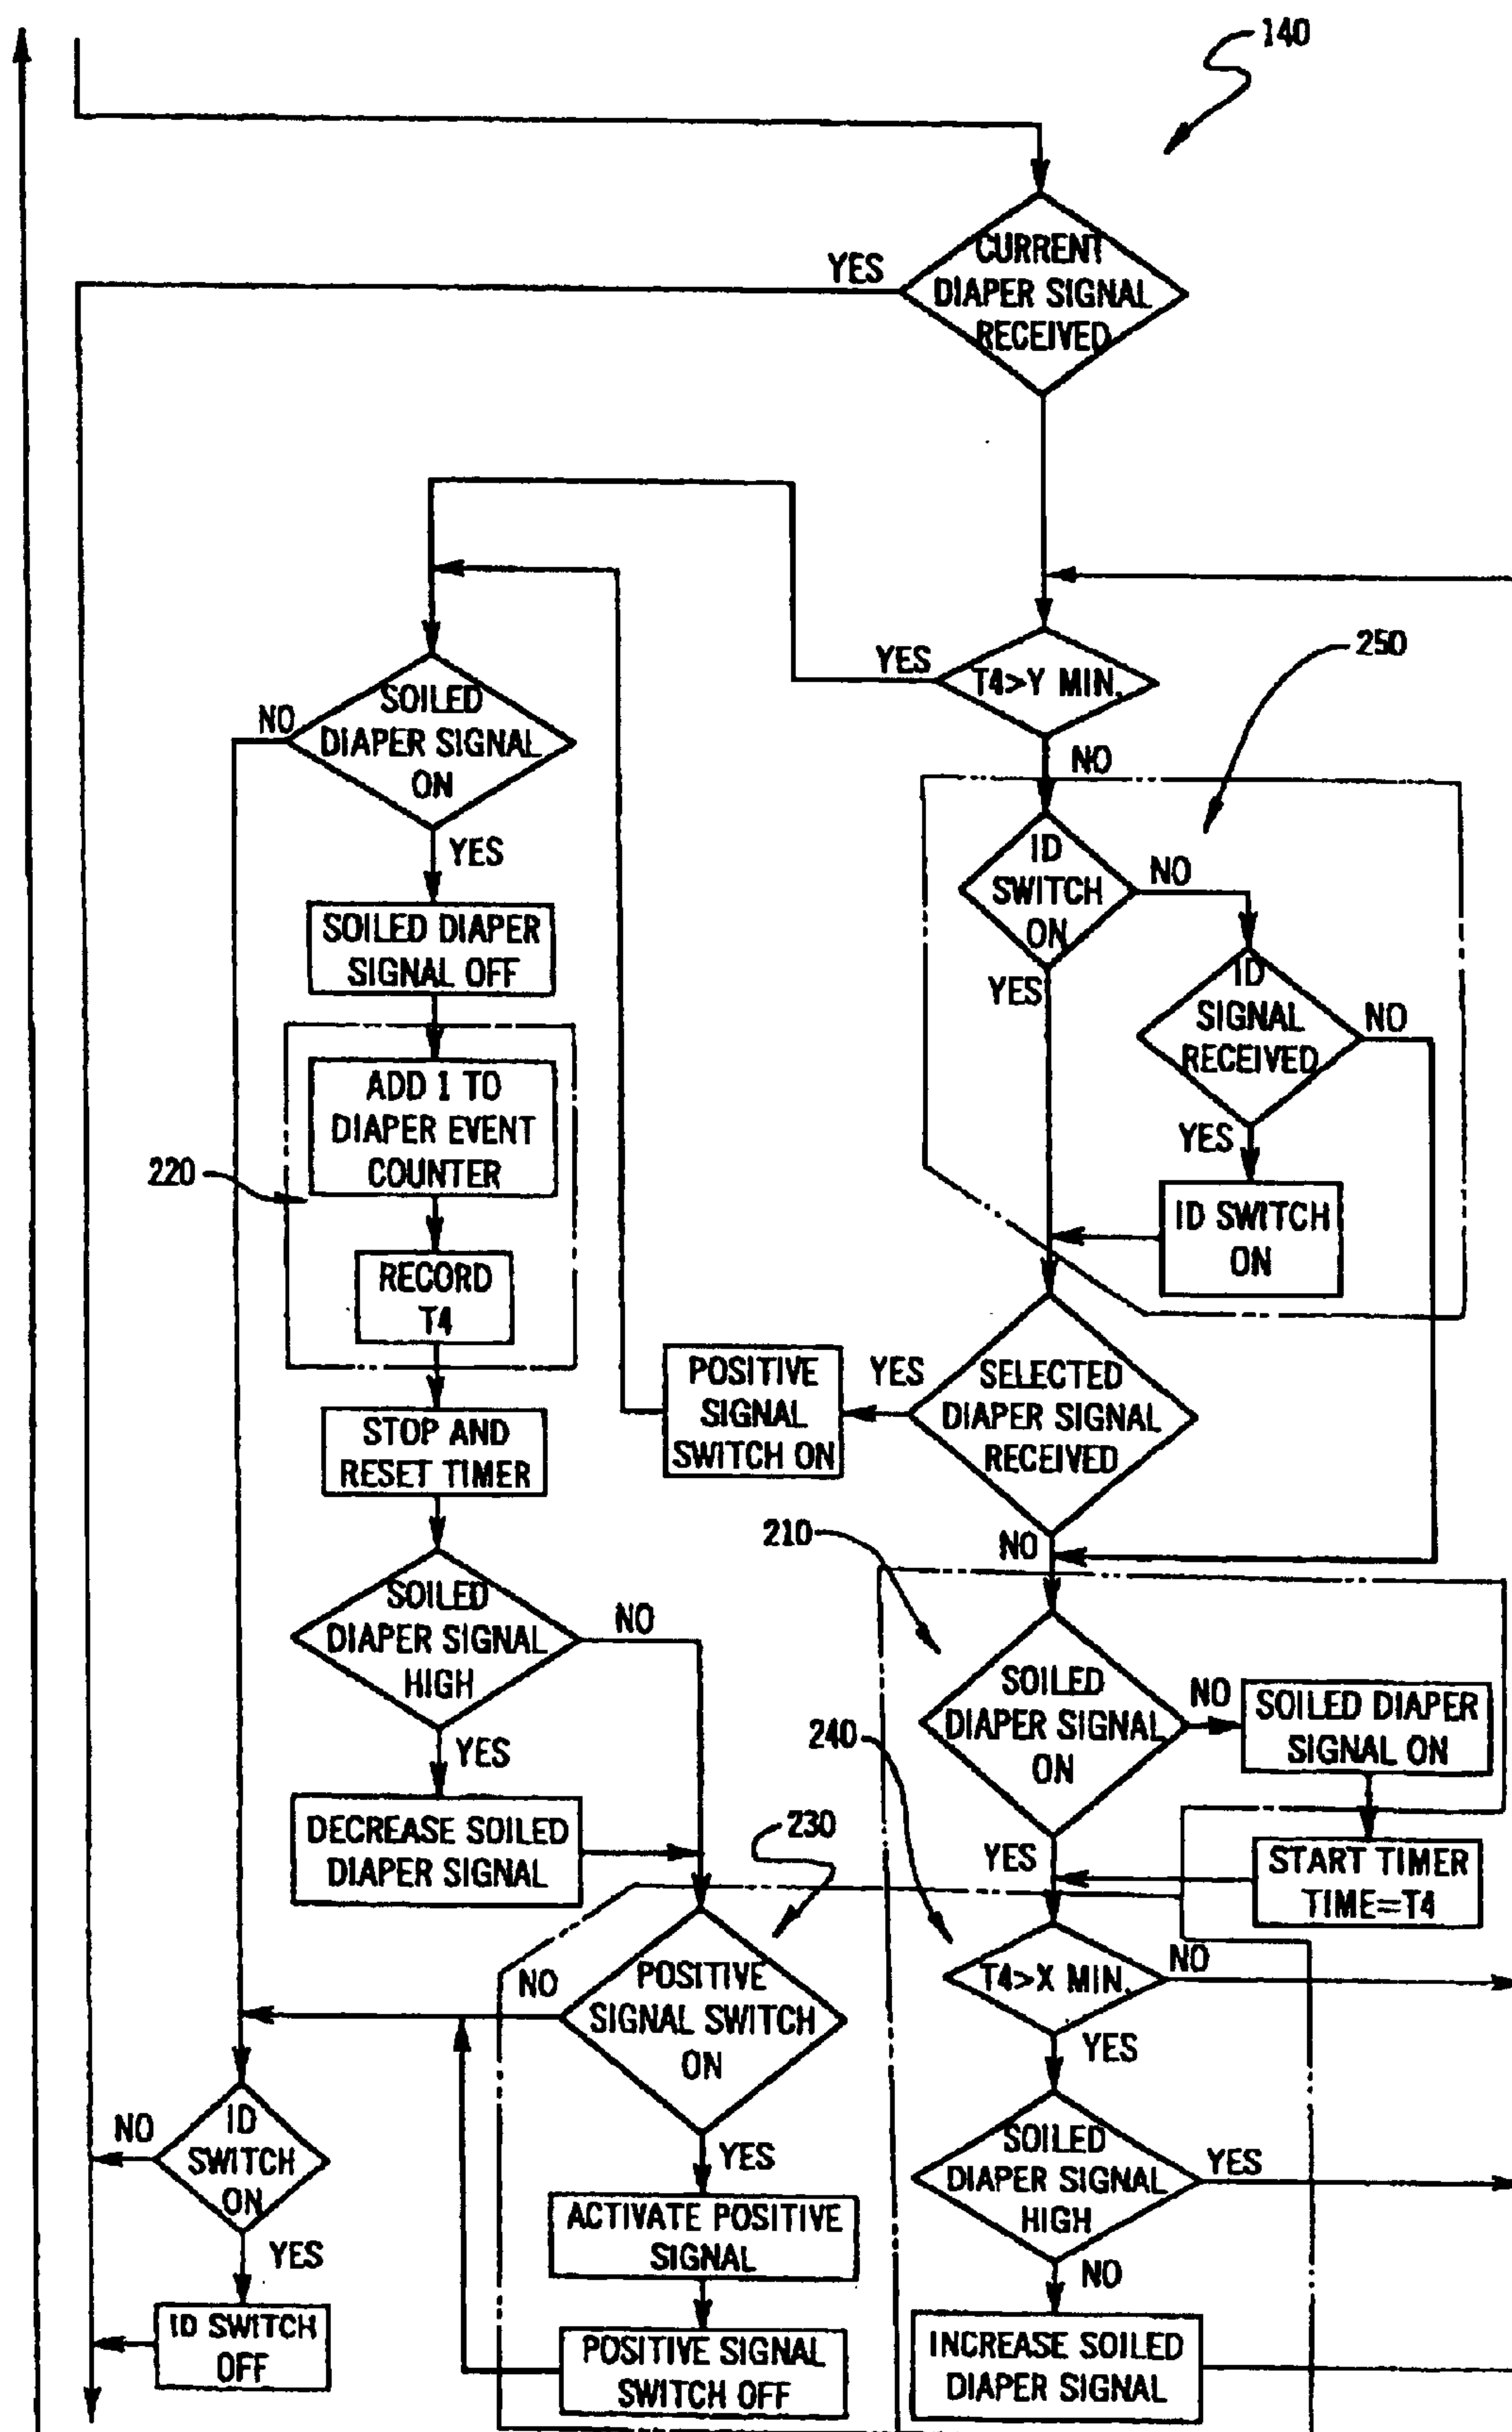 140
CURRENT
DIAPER SIGNAL
RECEIVED
YES
T4>Y MIN.
YES
NO
250
SOILED
DIAPER SIGNAL
ON
NO
YES
SOILED DIAPER
SIGNAL OFF
ADD 1 TO
DIAPER EVENT
COUNTER
220
RECORD
T4
STOP AND
RESET TIMER
SOILED
DIAPER SIGNAL
HIGH
NO
YES
DECREASE SOILED
DIAPER SIGNAL
ID
SWITCH
ON
NO
YES
ID
SIGNAL
RECEIVED
NO
YES
ID SWITCH
ON
SELECTED
DIAPER SIGNAL
RECEIVED
YES
NO
POSITIVE
SIGNAL
SWITCH ON
210
SOILED
DIAPER SIGNAL
ON
NO
YES
SOILED DIAPER
SIGNAL ON
START TIMER
TIME=T4
240
230
T4>X MIN.
NO
YES
POSITIVE
SIGNAL SWITCH
ON
NO
YES
ACTIVATE POSITIVE
SIGNAL
POSITIVE SIGNAL
SWITCH OFF
SOILED
DIAPER SIGNAL
HIGH
YES
NO
INCREASE SOILED
DIAPER SIGNAL
ID
SWITCH
ON
NO
YES
ID SWITCH
OFF